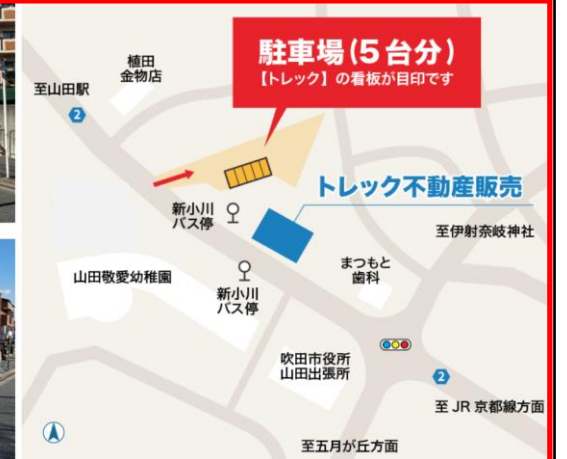 駐車場(5台分)
【トレック】の看板が目印です
植田
金物店
至山田駅
2
トレック不動産販売
新小川
バス停
至伊射奈岐神社
まつもと
歯科
山田敬愛幼稚園
新小川
バス停
吹田市役所
山田出張所
2
至JR京都線方面
至五月が丘方面